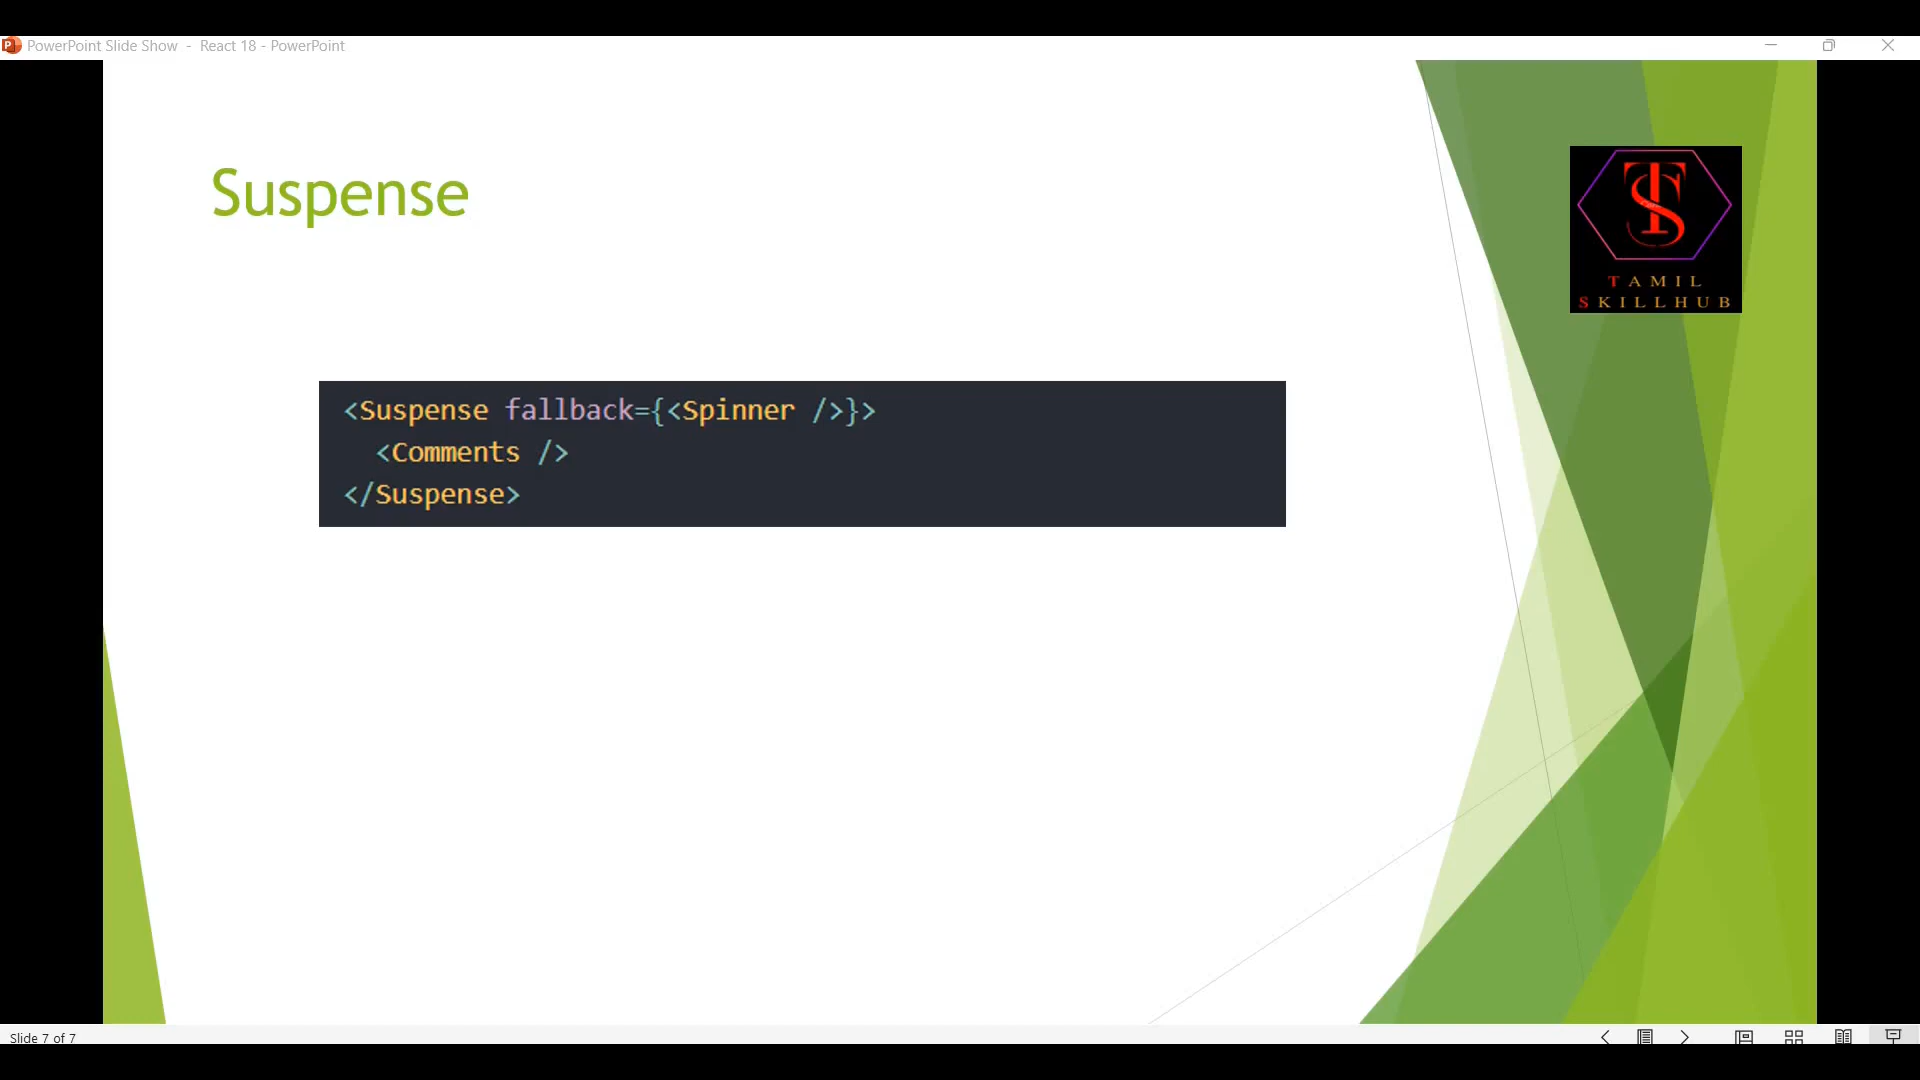 PowerPoint Slide Show - React 18 - PowerPoint
Suspense
TAMIL
SKILLHUB
<Suspense fallback={<Spinner />}>
  <Comments />
</Suspense>
Slide 7 of 7